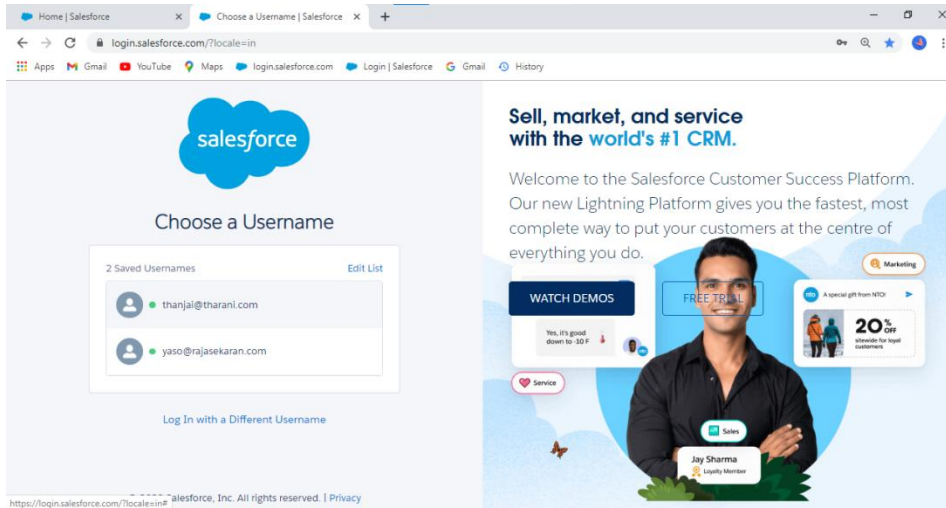 Home | Salesforce
Choose a Username | Salesforce
login.salesforce.com/?locale=in
Apps Gmail YouTube Maps login.salesforce.com Login | Salesforce Gmail History
salesforce
Choose a Username
2 Saved Usernames Edit List
thanjai@tharani.com
yaso@rajasekaran.com
Log In with a Different Username
Salesforce, Inc. All rights reserved. | Privacy
https://login.salesforce.com/?locale=in#
Sell, market, and service
with the world's #1 CRM.
Welcome to the Salesforce Customer Success Platform.
Our new Lightning Platform gives you the fastest, most
complete way to put your customers at the centre of
everything you do.
WATCH DEMOS FREE TRIAL
Marketing
nto A special gift from NTO!
20% OFF
sitewide for loyal
customers
Yes, it's good
down to -10 F
Service
Sales
Jay Sharma
Loyalty Member